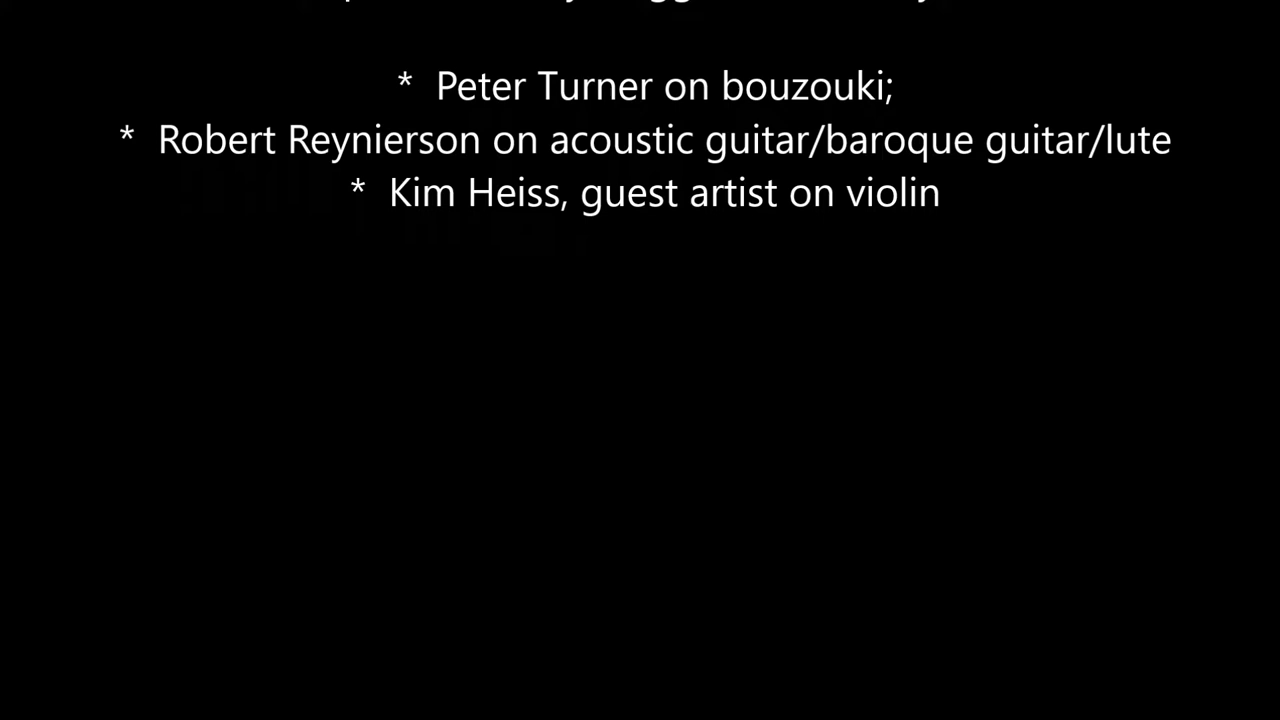 * Peter Turner on bouzouki;
* Robert Reynierson on acoustic guitar/baroque guitar/lute
* Kim Heiss, guest artist on violin